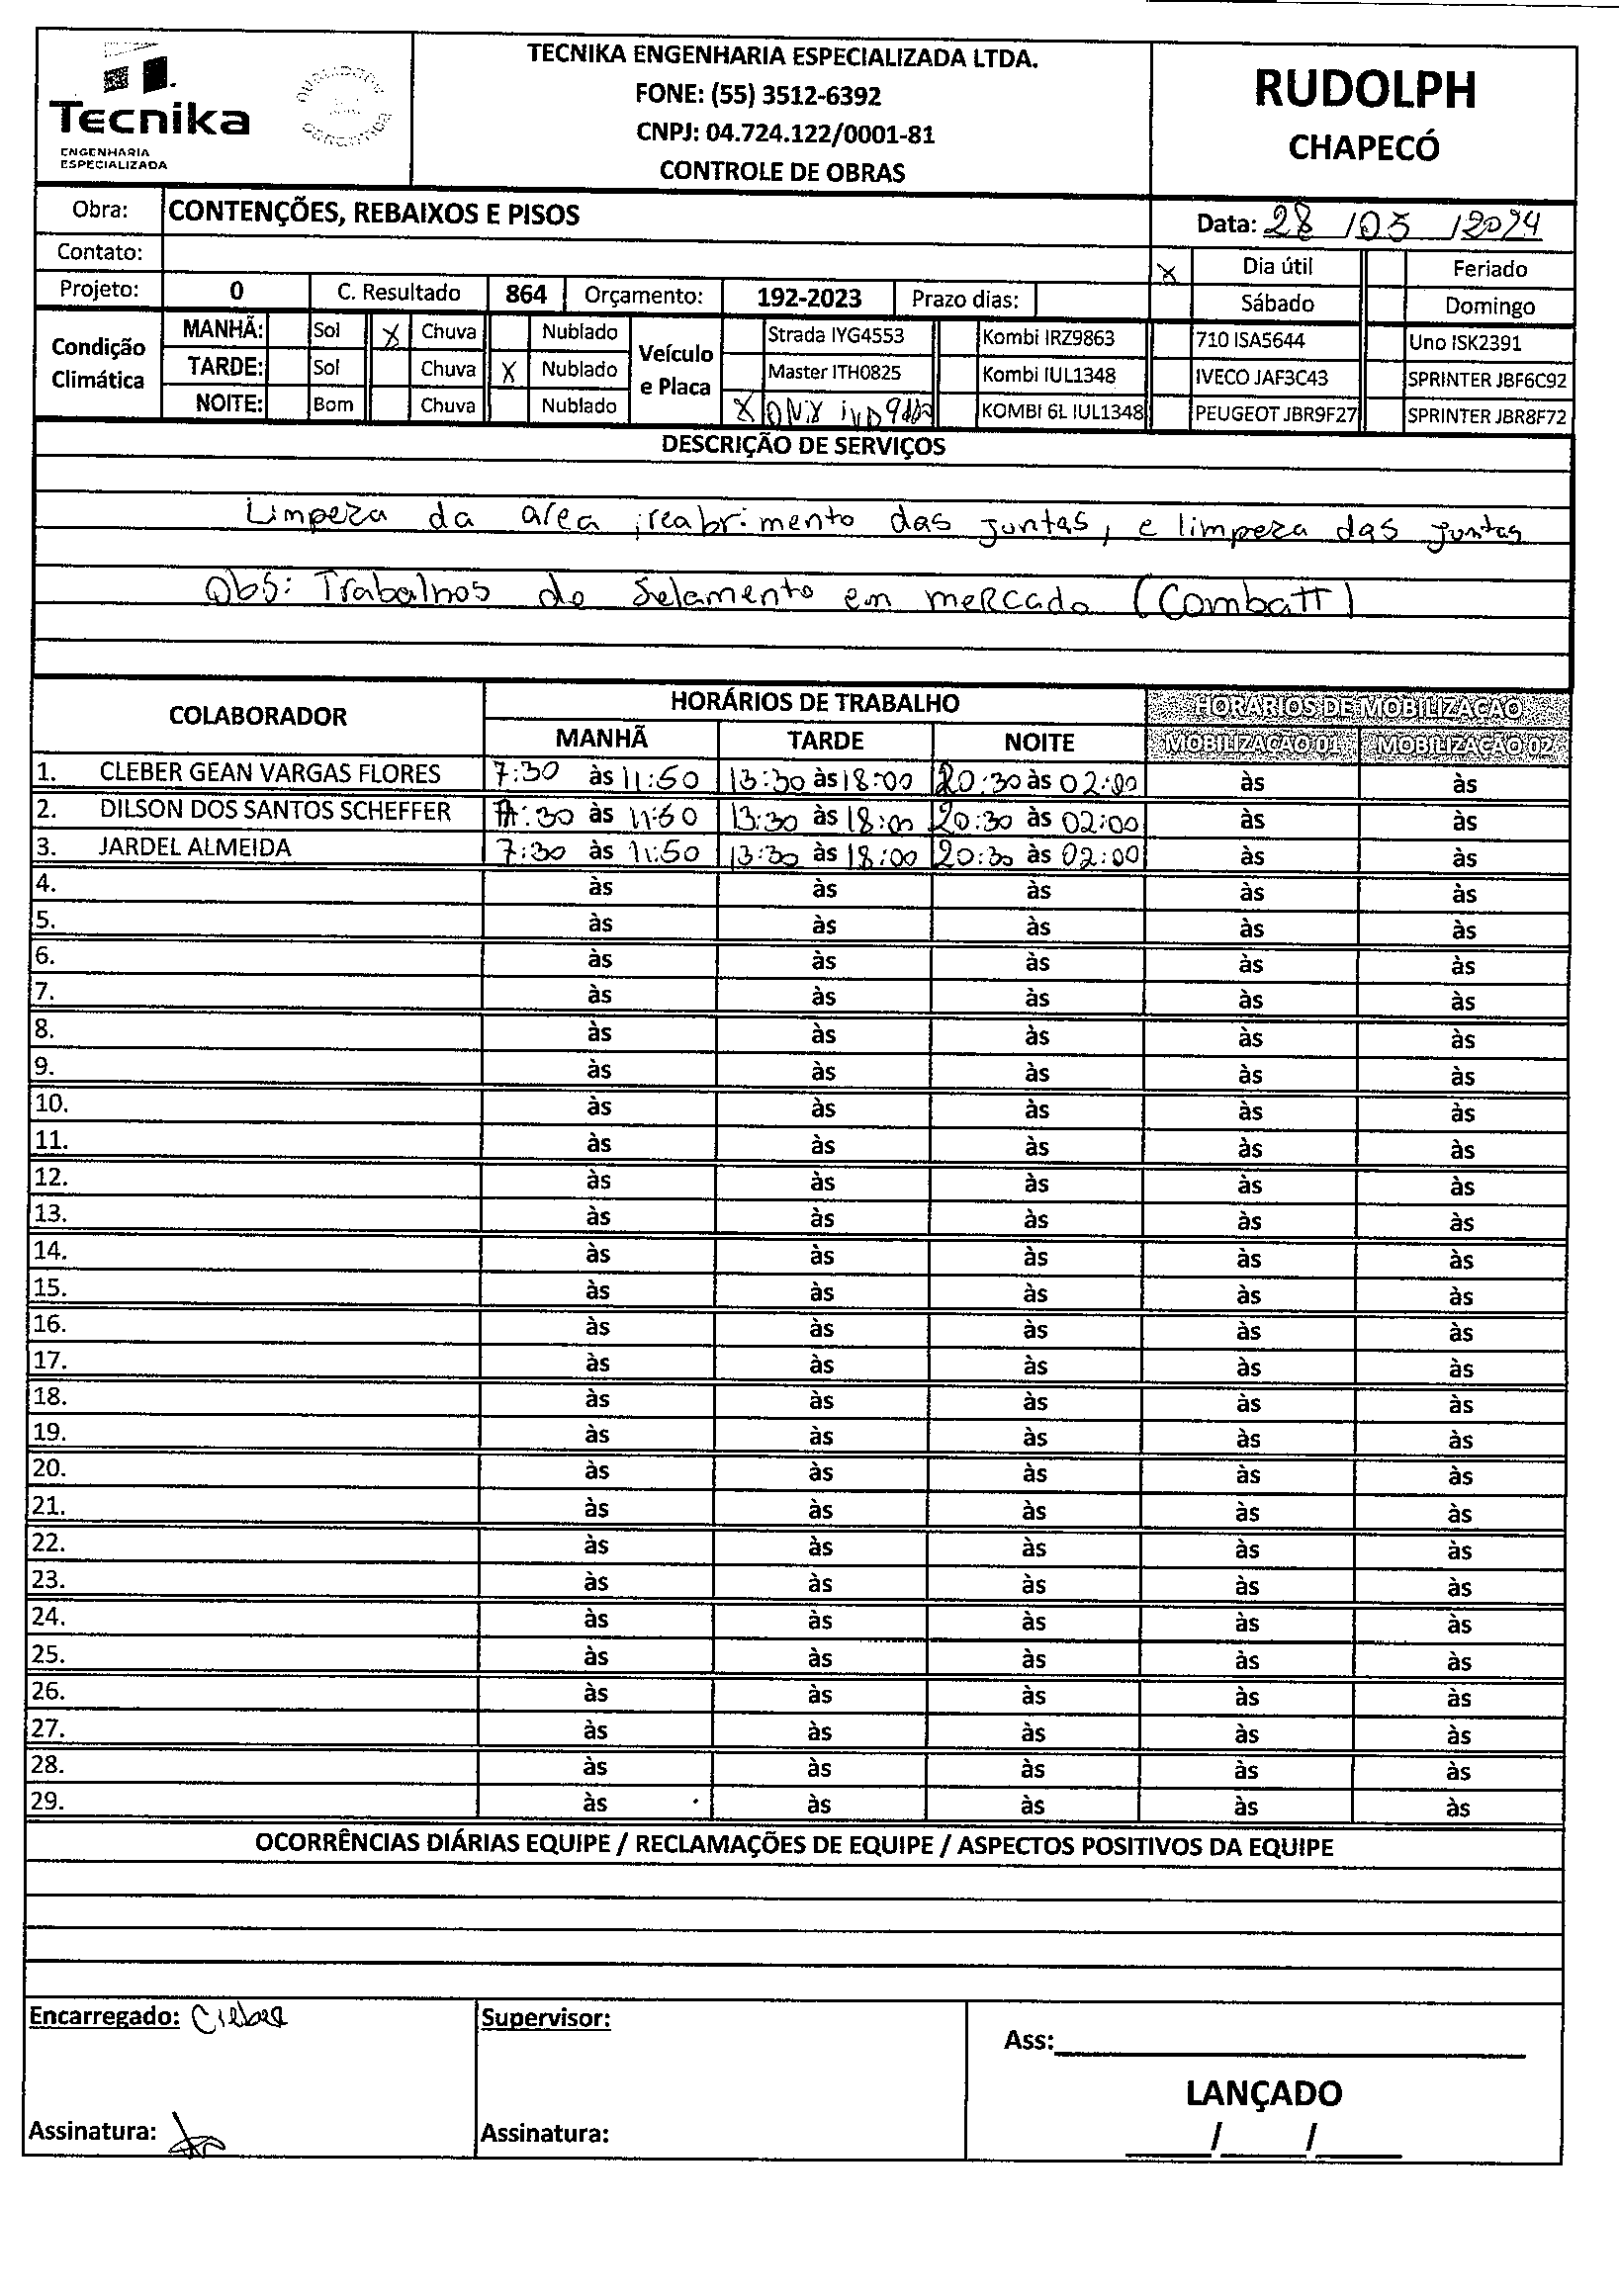 Tecnika
ENGENHARIA
ESPECIALIZADA
TECNIKA ENGENHARIA ESPECIALIZADA LTDA.
FONE: (55) 3512-6392
CNPJ: 04.724.122/0001-81
CONTROLE DE OBRAS
RUDOLPH
CHAPECÓ
Obra: CONTENÇÕES, REBAIXOS E PISOS
Data: 28/05/2024
Contato:
X Dia útil Feriado
Projeto: 0 C. Resultado 864 Orçamento: 192-2023 Prazo dias:
Sábado Domingo
Condição Climática
MANHÃ: Sol X Chuva Nublado
TARDE: Sol Chuva X Nublado
NOITE: Bom Chuva Nublado
Veículo e Placa
Strada IYG4553 Kombi IRZ9863 710 ISA5644 Uno ISK2391
Master ITH0825 Kombi IUL1348 IVECO JAF3C43 SPRINTER JBF6C92
X ONIX KOMBI 6L IUL1348 PEUGEOT JBR9F27 SPRINTER JBR8F72
DESCRIÇÃO DE SERVIÇOS
Limpeza da area ,reabrimento das juntas, e limpeza das juntas
Obs: Trabalhos de Selamento em mercado (Combatt)
COLABORADOR HORÁRIOS DE TRABALHO HORÁRIOS DE MOBILIZAÇÃO
MANHÃ TARDE NOITE MOBILIZAÇÃO 01 MOBILIZAÇÃO 02
1. CLEBER GEAN VARGAS FLORES 7:30 às 11:50 13:30 às 18:00 20:30 às 02:00 às às
2. DILSON DOS SANTOS SCHEFFER 7:30 às 11:50 13:30 às 18:00 20:30 às 02:00 às às
3. JARDEL ALMEIDA 7:30 às 11:50 13:30 às 18:00 20:30 às 02:00 às às
4. às às às às às
5. às às às às às
6. às às às às às
7. às às às às às
8. às às às às às
9. às às às às às
10. às às às às às
11. às às às às às
12. às às às às às
13. às às às às às
14. às às às às às
15. às às às às às
16. às às às às às
17. às às às às às
18. às às às às às
19. às às às às às
20. às às às às às
21. às às às às às
22. às às às às às
23. às às às às às
24. às às às às às
25. às às às às às
26. às às às às às
27. às às às às às
28. às às às às às
29. às às às às às
OCORRÊNCIAS DIÁRIAS EQUIPE / RECLAMAÇÕES DE EQUIPE / ASPECTOS POSITIVOS DA EQUIPE
Encarregado: Cleber
Supervisor:
Ass:
LANÇADO
Assinatura:
Assinatura:
/ /